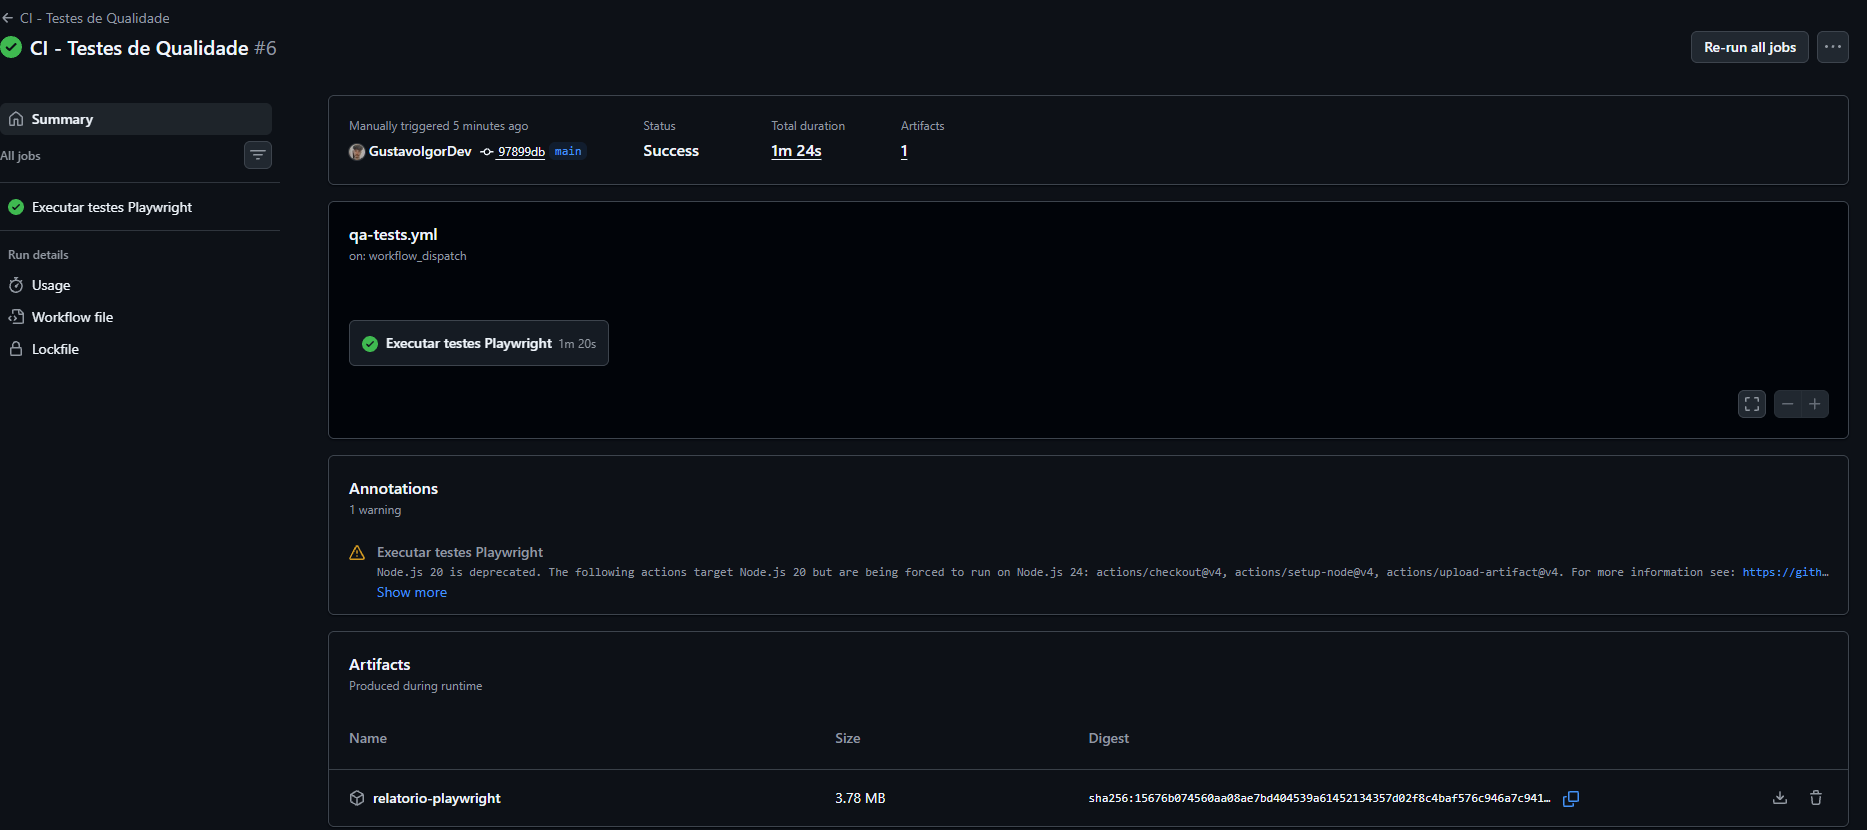 CI - Testes de Qualidade
CI - Testes de Qualidade #6
Re-run all jobs
Summary
All jobs
Executar testes Playwright
Run details
Usage
Workflow file
Lockfile
Manually triggered 5 minutes ago
GustavoIgorDev 97899db main
Status
Success
Total duration
1m 24s
Artifacts
1
qa-tests.yml
on: workflow_dispatch
Executar testes Playwright 1m 20s
Annotations
1 warning
Executar testes Playwright
Node.js 20 is deprecated. The following actions target Node.js 20 but are being forced to run on Node.js 24: actions/checkout@v4, actions/setup-node@v4, actions/upload-artifact@v4. For more information see: https://gith…
Show more
Artifacts
Produced during runtime
Name Size Digest
relatorio-playwright 3.78 MB sha256:15676b074560aa08ae7bd404539a61452134357d02f8c4baf576c946a7c941…